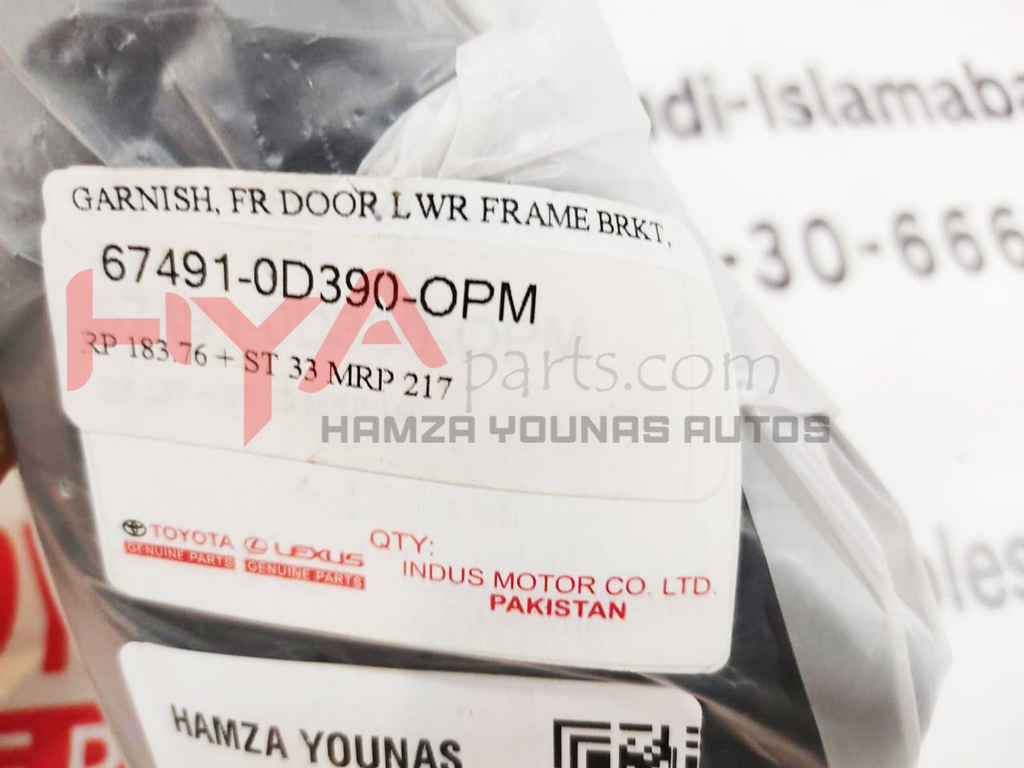 GARNISH, FR DOOR LWR FRAME BRKT,
67491-0D390-OPM
RP 183.76 + ST 33 MRP 217
HYAparts.com
HAMZA YOUNAS AUTOS
TOYOTA
GENUINE PARTS
LEXUS
GENUINE PARTS
QTY:
INDUS MOTOR CO. LTD.
PAKISTAN
HAMZA YOUNAS
di-Islamaba
-30-666
les